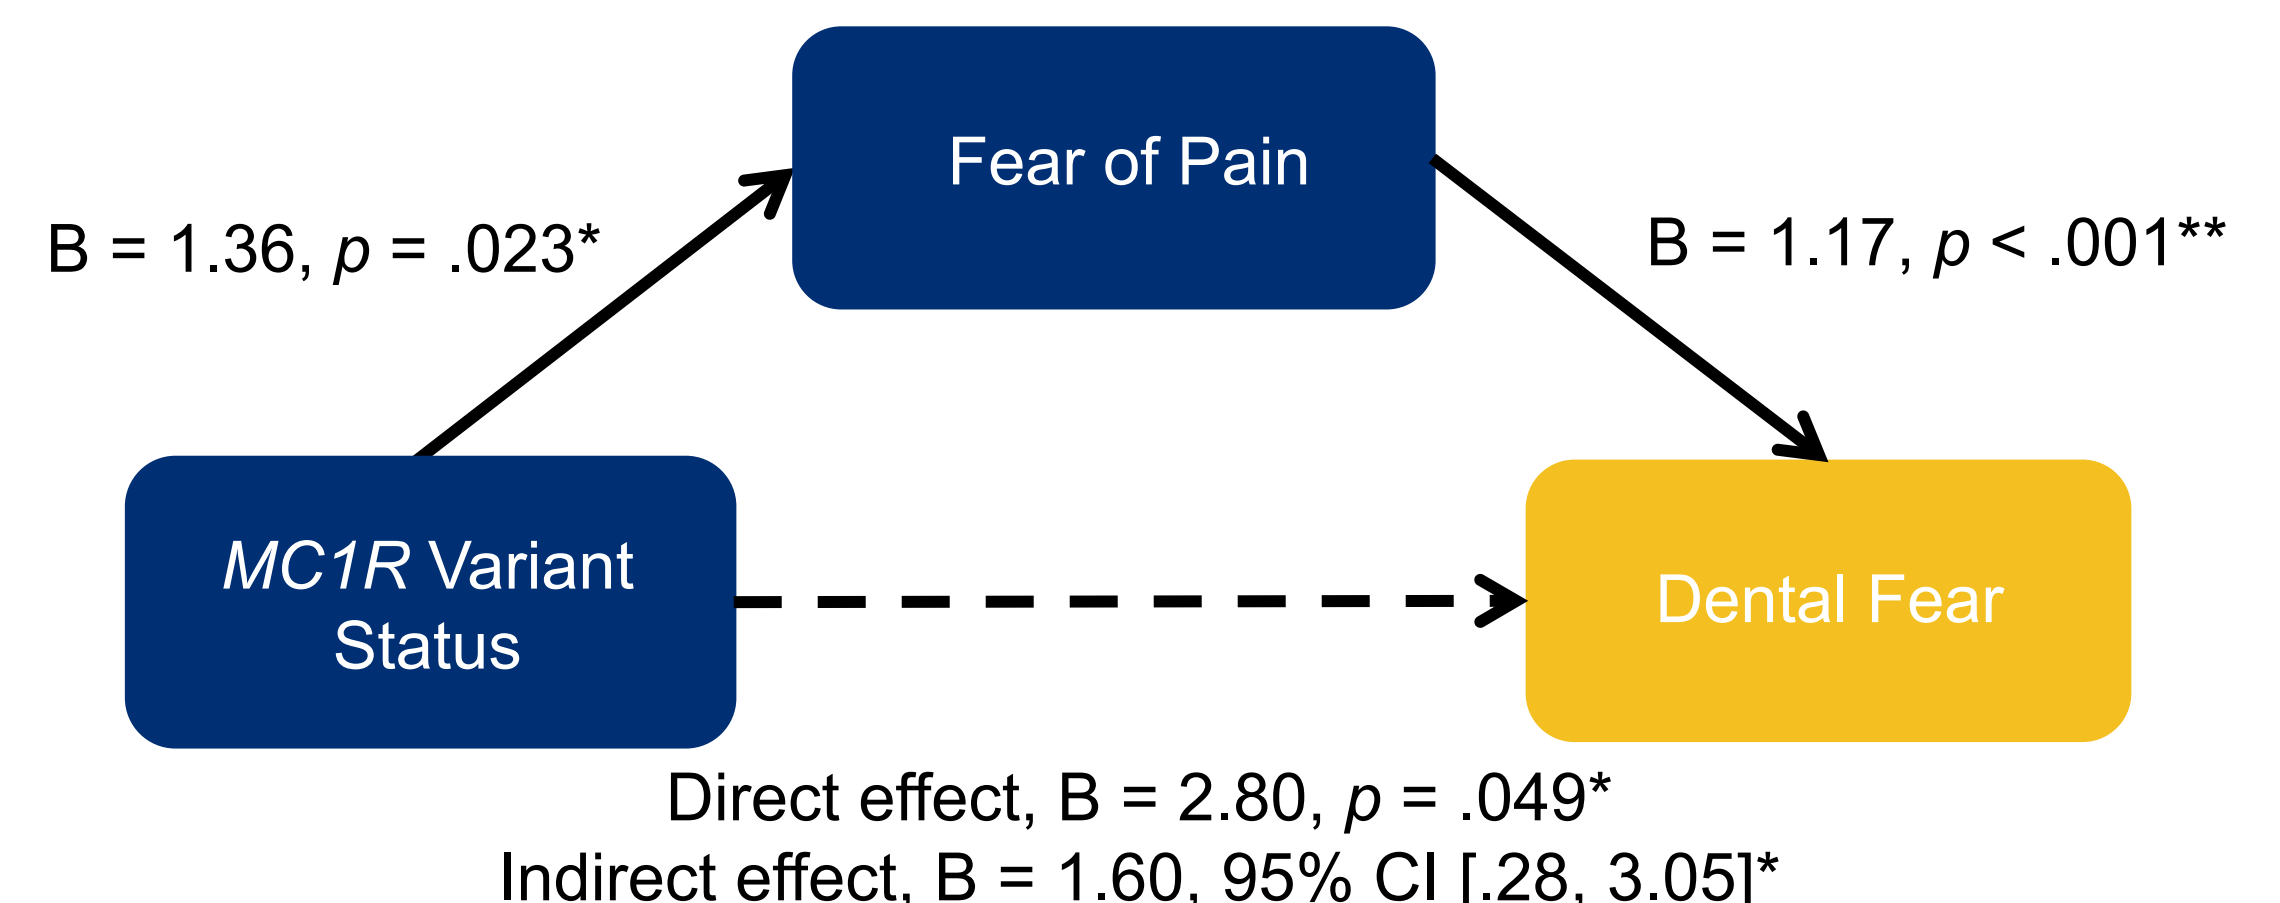 Fear of Pain
B = 1.36, p = .023*
B = 1.17, p < .001**
MC1R Variant
Status
Dental Fear
Direct effect, B = 2.80, p = .049*
Indirect effect, B = 1.60, 95% CI [.28, 3.05]*